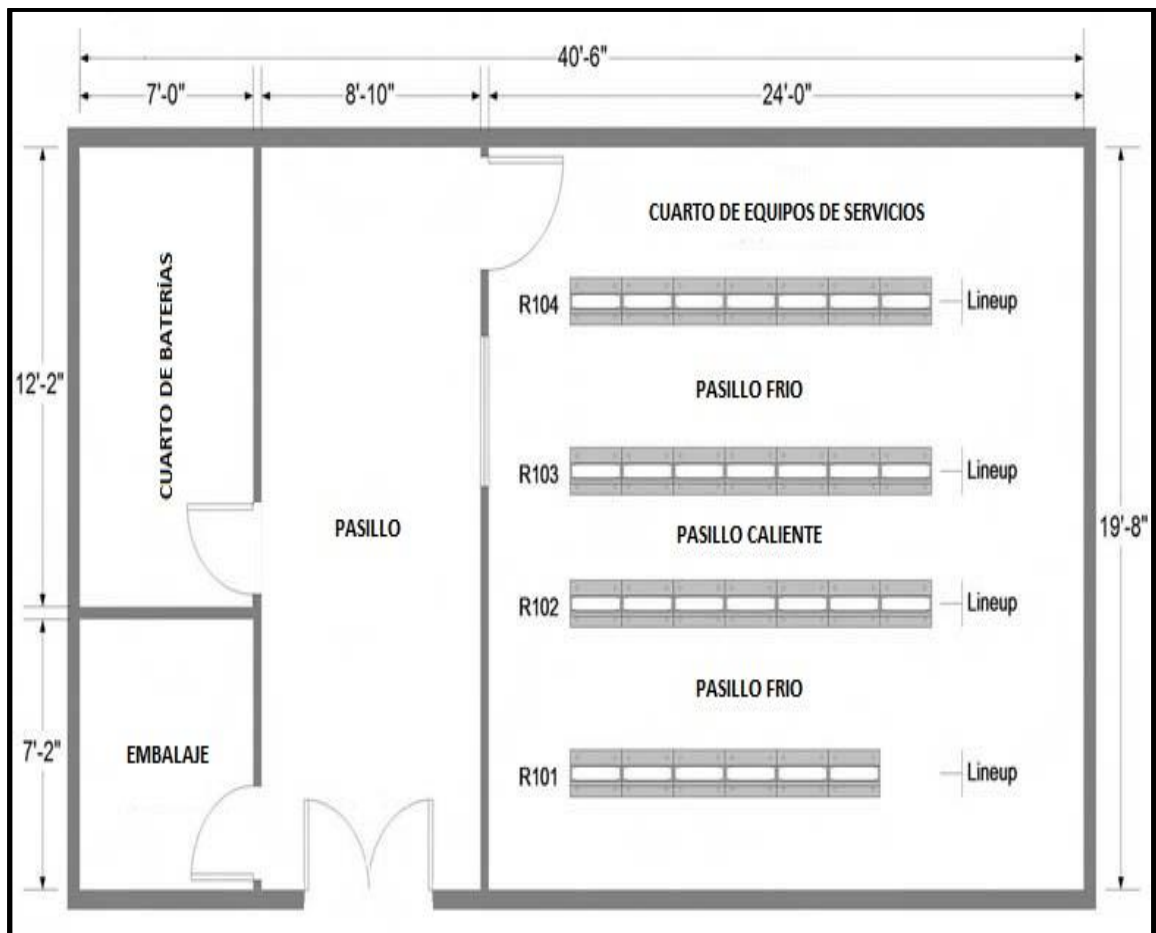 40'-6"
7'-0"
8'-10"
24'-0"
CUARTO DE EQUIPOS DE SERVICIOS
CUARTO DE BATERÍAS
R104
Lineup
12'-2"
PASILLO FRIO
R103
Lineup
PASILLO
PASILLO CALIENTE
19'-8"
R102
Lineup
PASILLO FRIO
7'-2"
EMBALAJE
R101
Lineup